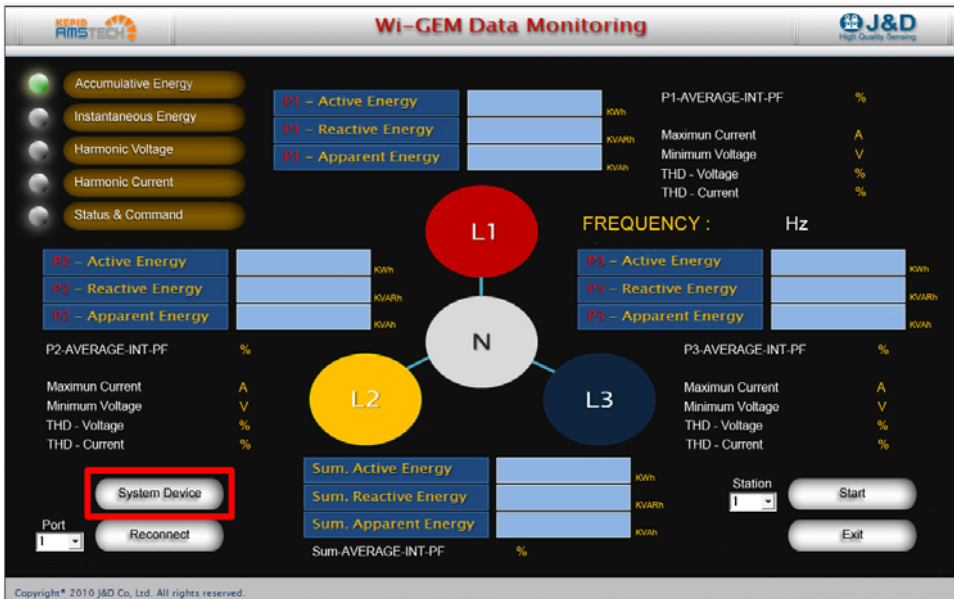 KEPID
AMSTECH
Wi-GEM Data Monitoring
J&D
High Quality Sensing
Accumulative Energy
Instantaneous Energy
Harmonic Voltage
Harmonic Current
Status & Command
P1 - Active Energy KWh
P1 - Reactive Energy KVARh
P1 - Apparent Energy KVAh
P1-AVERAGE-INT-PF %
Maximun Current A
Minimum Voltage V
THD - Voltage %
THD - Current %
L1
FREQUENCY : Hz
P2 - Active Energy KWh
P2 - Reactive Energy KVARh
P2 - Apparent Energy KVAh
P2-AVERAGE-INT-PF %
Maximun Current A
Minimum Voltage V
THD - Voltage %
THD - Current %
N
L2
L3
P3 - Active Energy KWh
P3 - Reactive Energy KVARh
P3 - Apparent Energy KVAh
P3-AVERAGE-INT-PF %
Maximun Current A
Minimum Voltage V
THD - Voltage %
THD - Current %
System Device
Port
1
Reconnect
Sum. Active Energy KWh
Sum. Reactive Energy KVARh
Sum. Apparent Energy KVAh
Sum-AVERAGE-INT-PF %
Station
1
Start
Exit
Copyright® 2010 J&D Co, Ltd. All rights reserved.